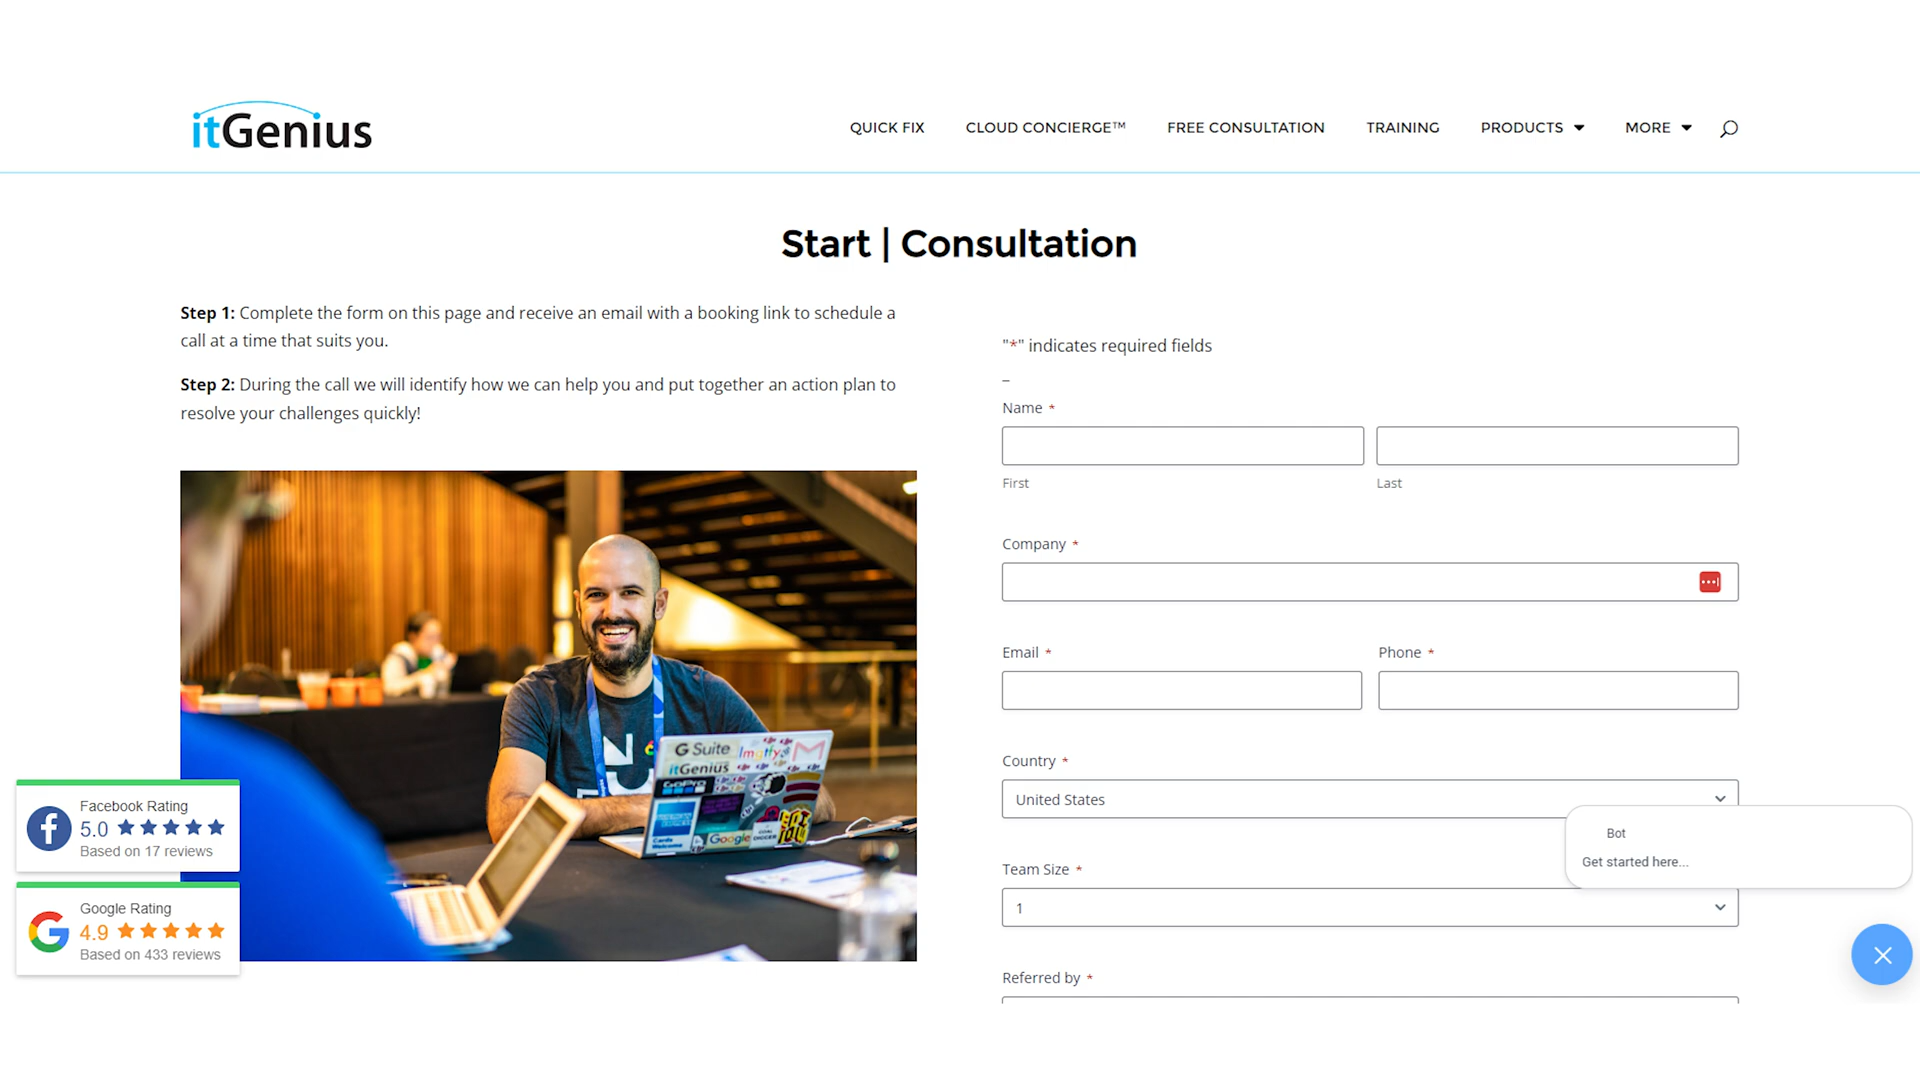 itGenius
QUICK FIX
CLOUD CONCIERGE™
FREE CONSULTATION
TRAINING
PRODUCTS
MORE
Start | Consultation
Step 1: Complete the form on this page and receive an email with a booking link to schedule a
call at a time that suits you.
Step 2: During the call we will identify how we can help you and put together an action plan to
resolve your challenges quickly!
"*" indicates required fields
–
Name *
First
Last
Company *
Email *
Phone *
Country *
United States
Team Size *
1
Referred by *
Bot
Get started here...
Facebook Rating
5.0
Based on 17 reviews
Google Rating
4.9
Based on 433 reviews
G Suite
lmgtfy
itGenius
GoPro
Google